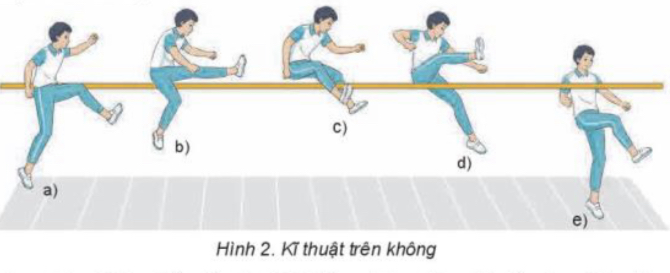 a)
b)
c)
d)
e)
Hình 2. Kĩ thuật trên không